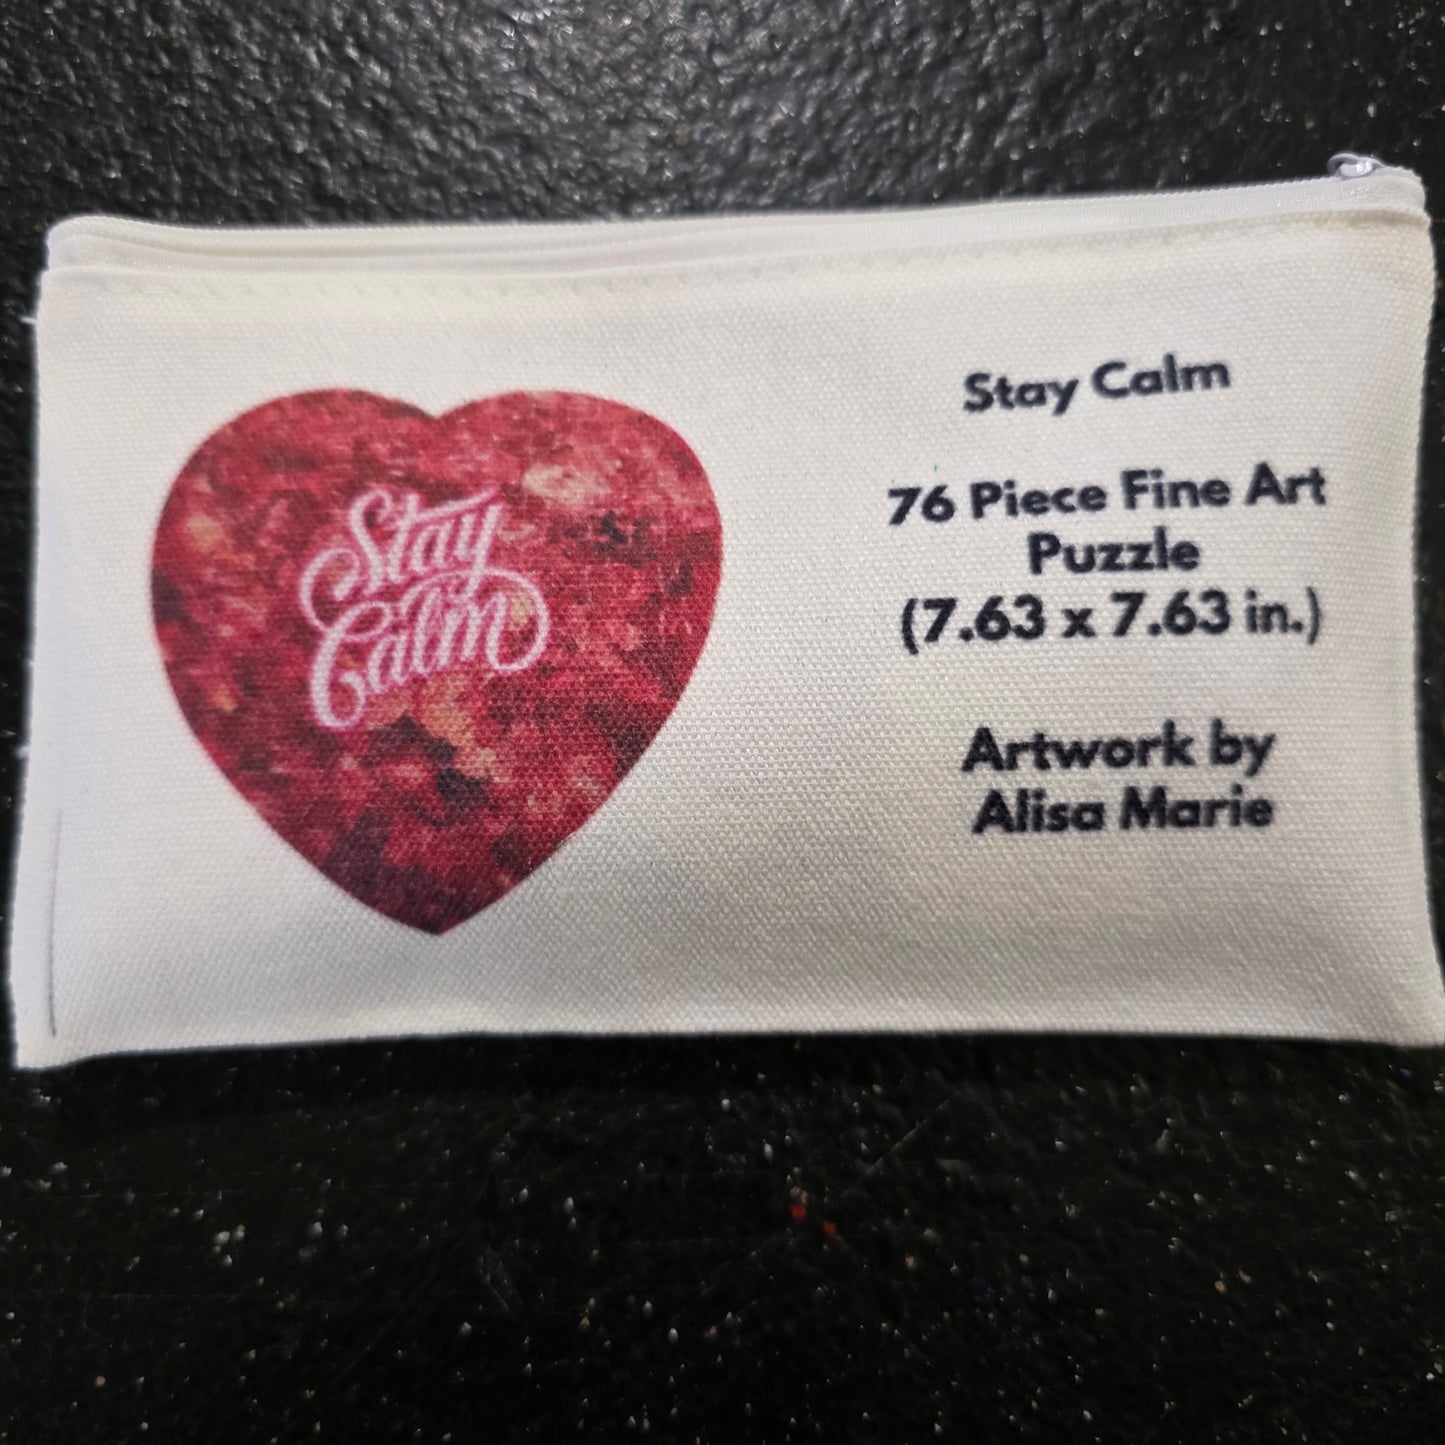 Stay
Calm
Stay Calm
76 Piece Fine Art
Puzzle
(7.63 x 7.63 in.)
Artwork by
Alisa Marie